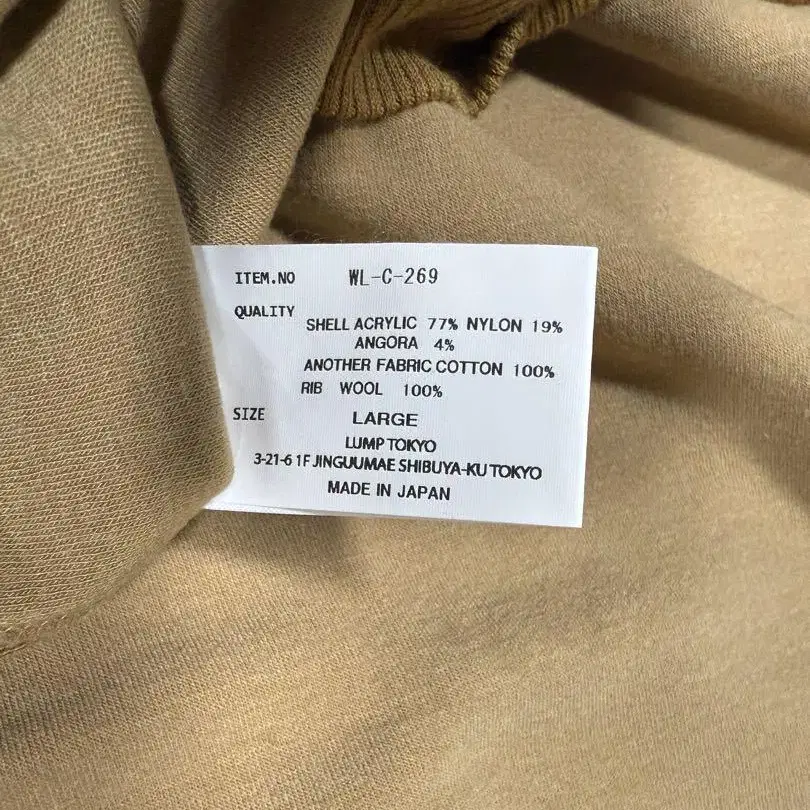 ITEM.NO WL-C-269
QUALITY
SHELL ACRYLIC 77% NYLON 19%
ANGORA 4%
ANOTHER FABRIC COTTON 100%
RIB WOOL 100%
SIZE LARGE
LUMP TOKYO
3-21-6 1F JINGUUMAE SHIBUYA-KU TOKYO
MADE IN JAPAN